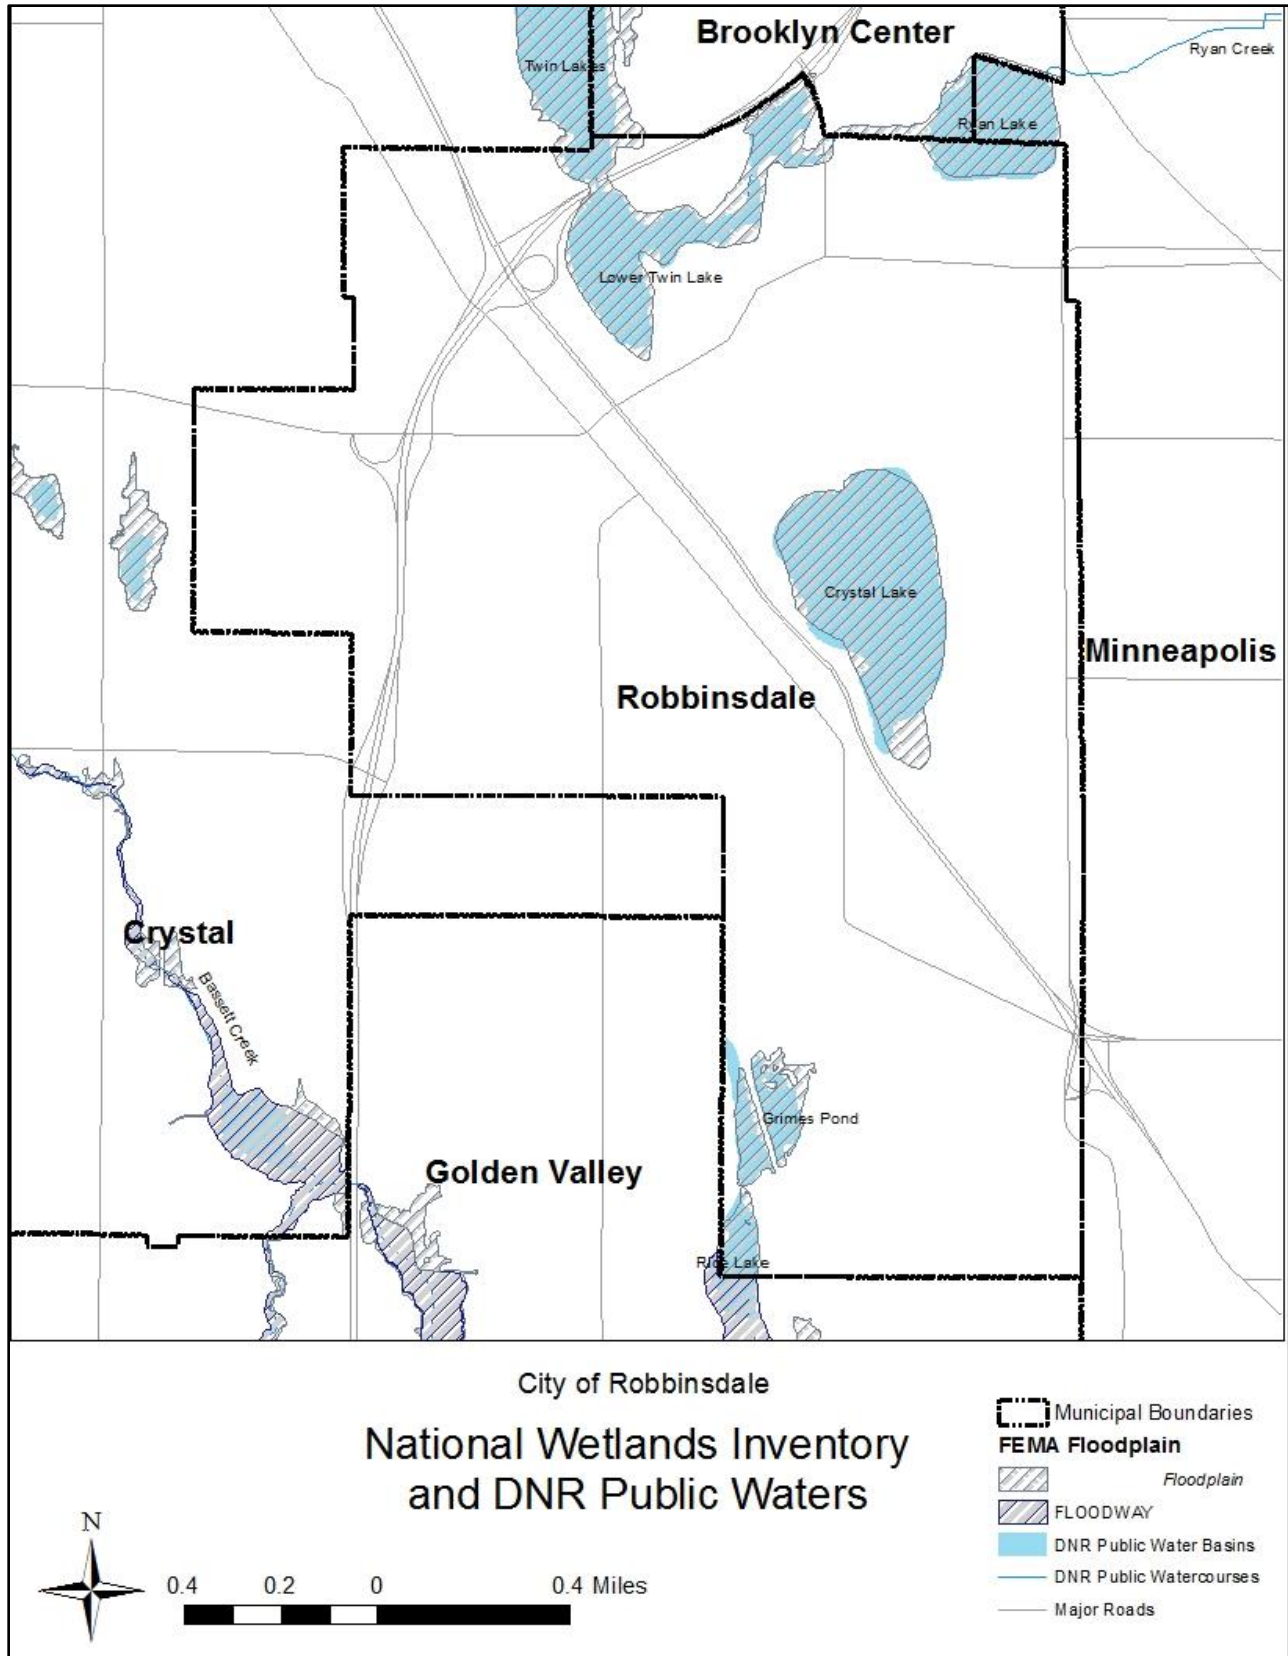 Brooklyn Center
Ryan Creek
Twin Lakes
Ryan Lake
Lower Twin Lake
Crystal Lake
Minneapolis
Robbinsdale
Crystal
Bassett Creek
Grimes Pond
Golden Valley
Rice Lake
City of Robbinsdale
National Wetlands Inventory
and DNR Public Waters
N
0.4 0.2 0 0.4 Miles
Municipal Boundaries
FEMA Floodplain
Floodplain
FLOODWAY
DNR Public Water Basins
DNR Public Watercourses
Major Roads